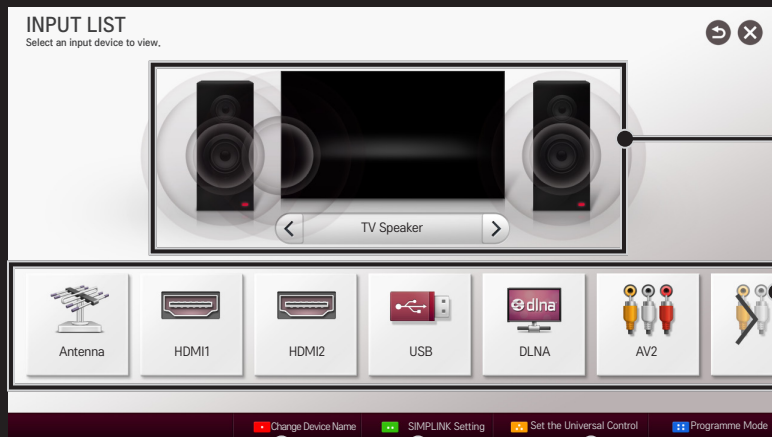 INPUT LIST
Select an input device to view.
TV Speaker
Antenna
HDMI1
HDMI2
USB
dlna
DLNA
AV2
Change Device Name
SIMPLINK Setting
Set the Universal Control
Programme Mode